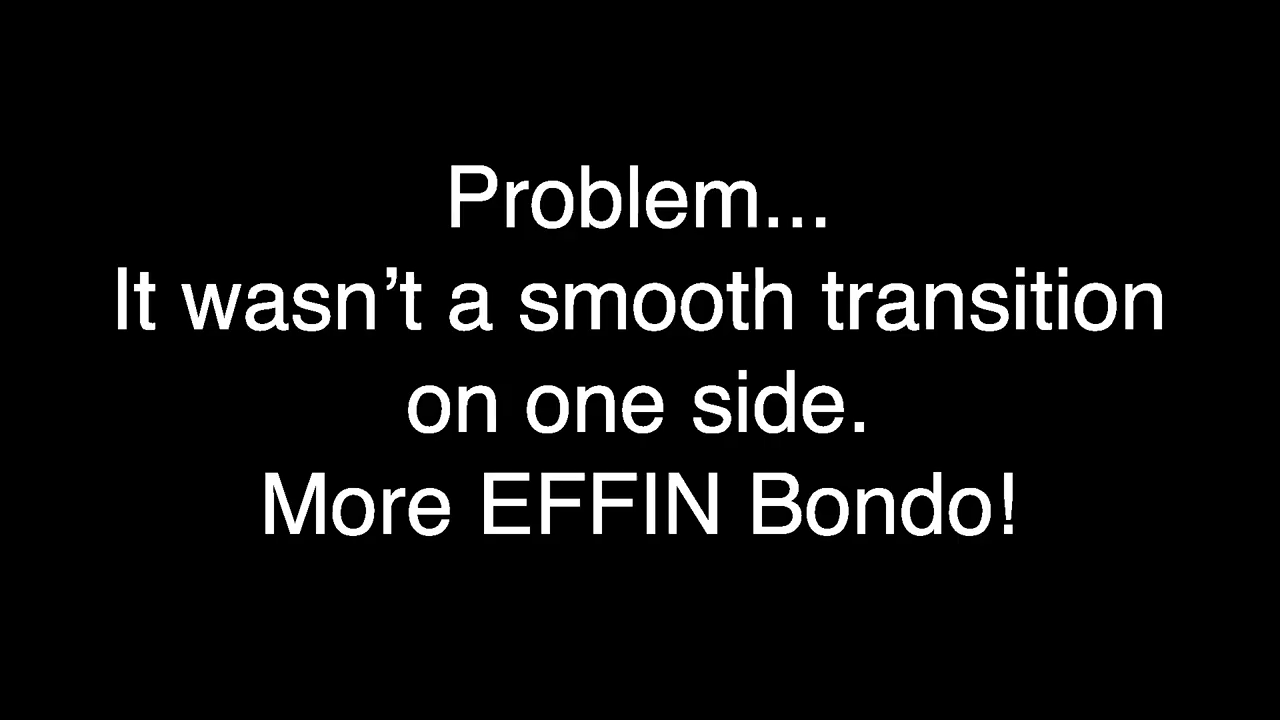 Problem...
It wasn’t a smooth transition
on one side.
More EFFIN Bondo!